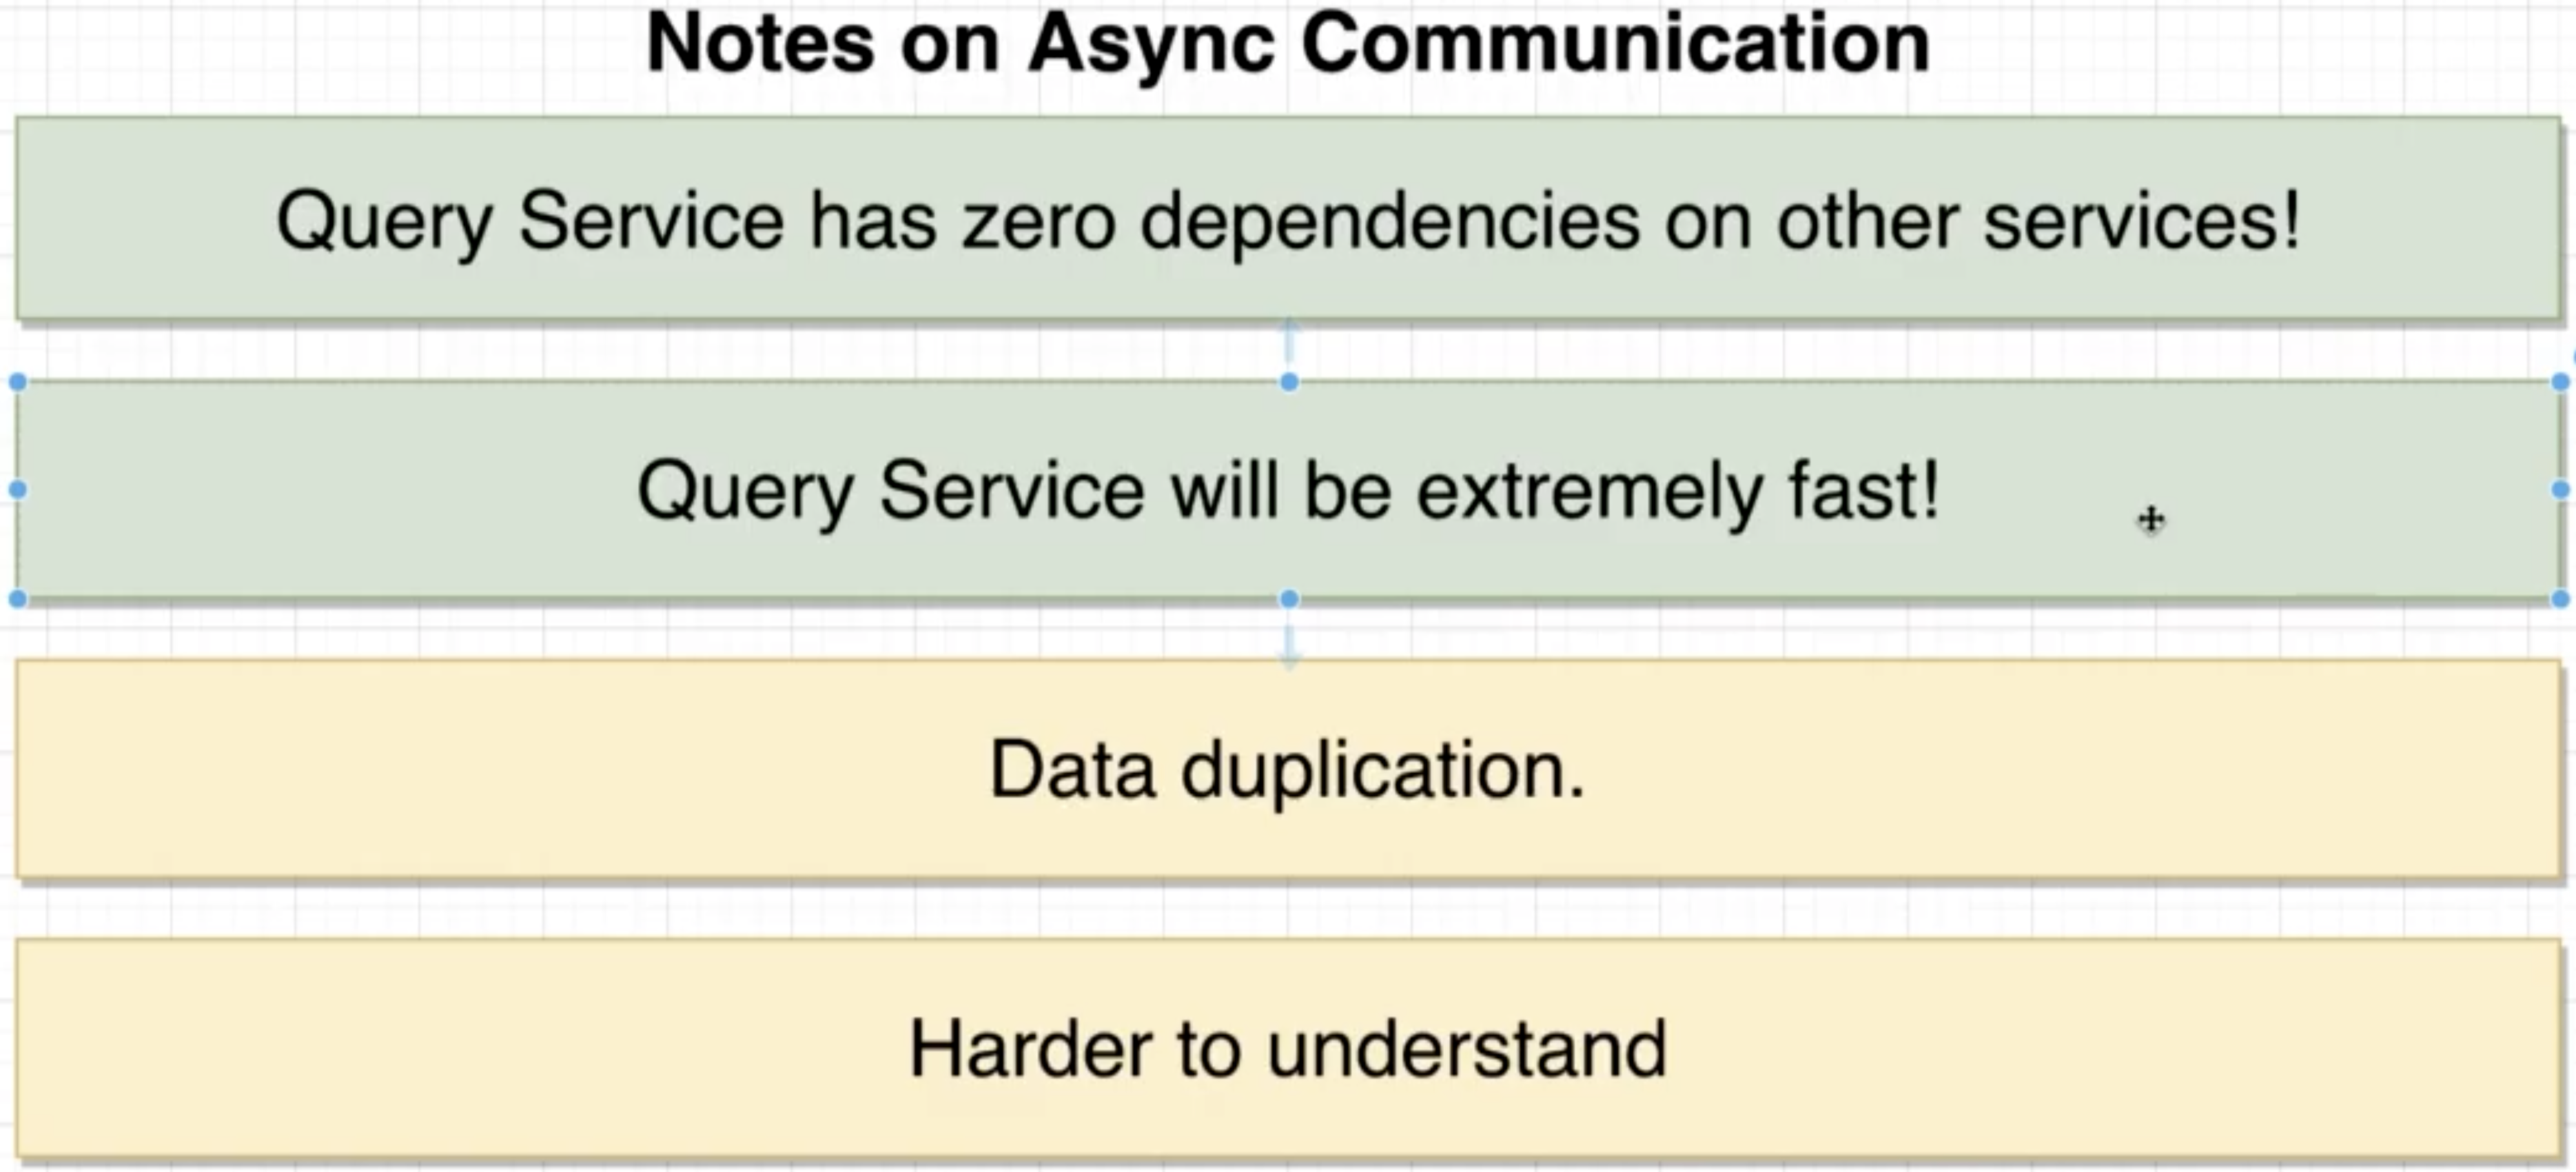 Notes on Async Communication
Query Service has zero dependencies on other services!
Query Service will be extremely fast!
Data duplication.
Harder to understand